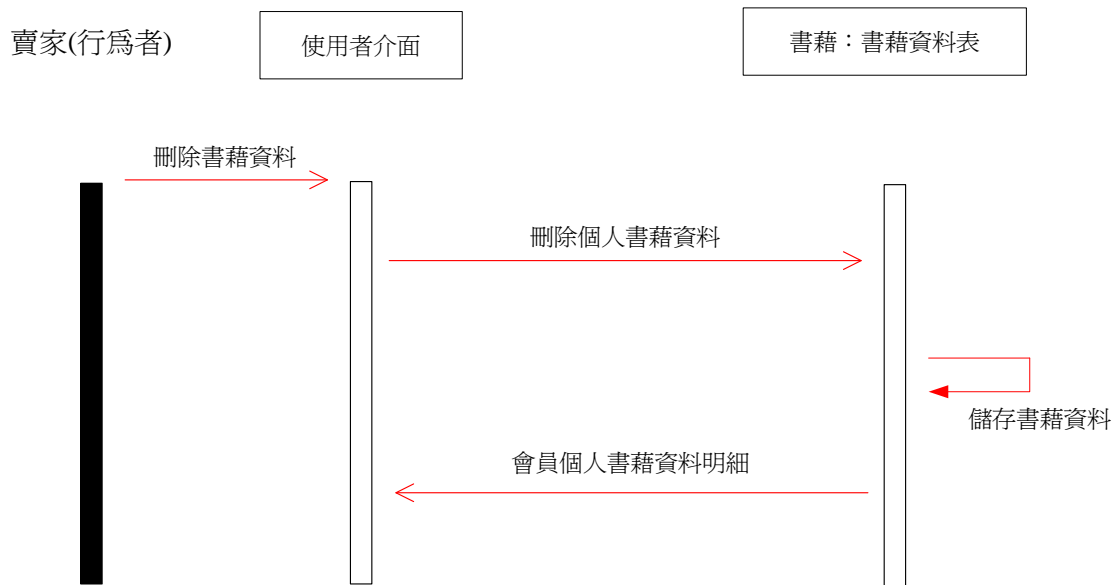 賣家(行爲者)
使用者介面
書藉：書藉資料表
刪除書藉資料
刪除個人書藉資料
儲存書藉資料
會員個人書藉資料明細